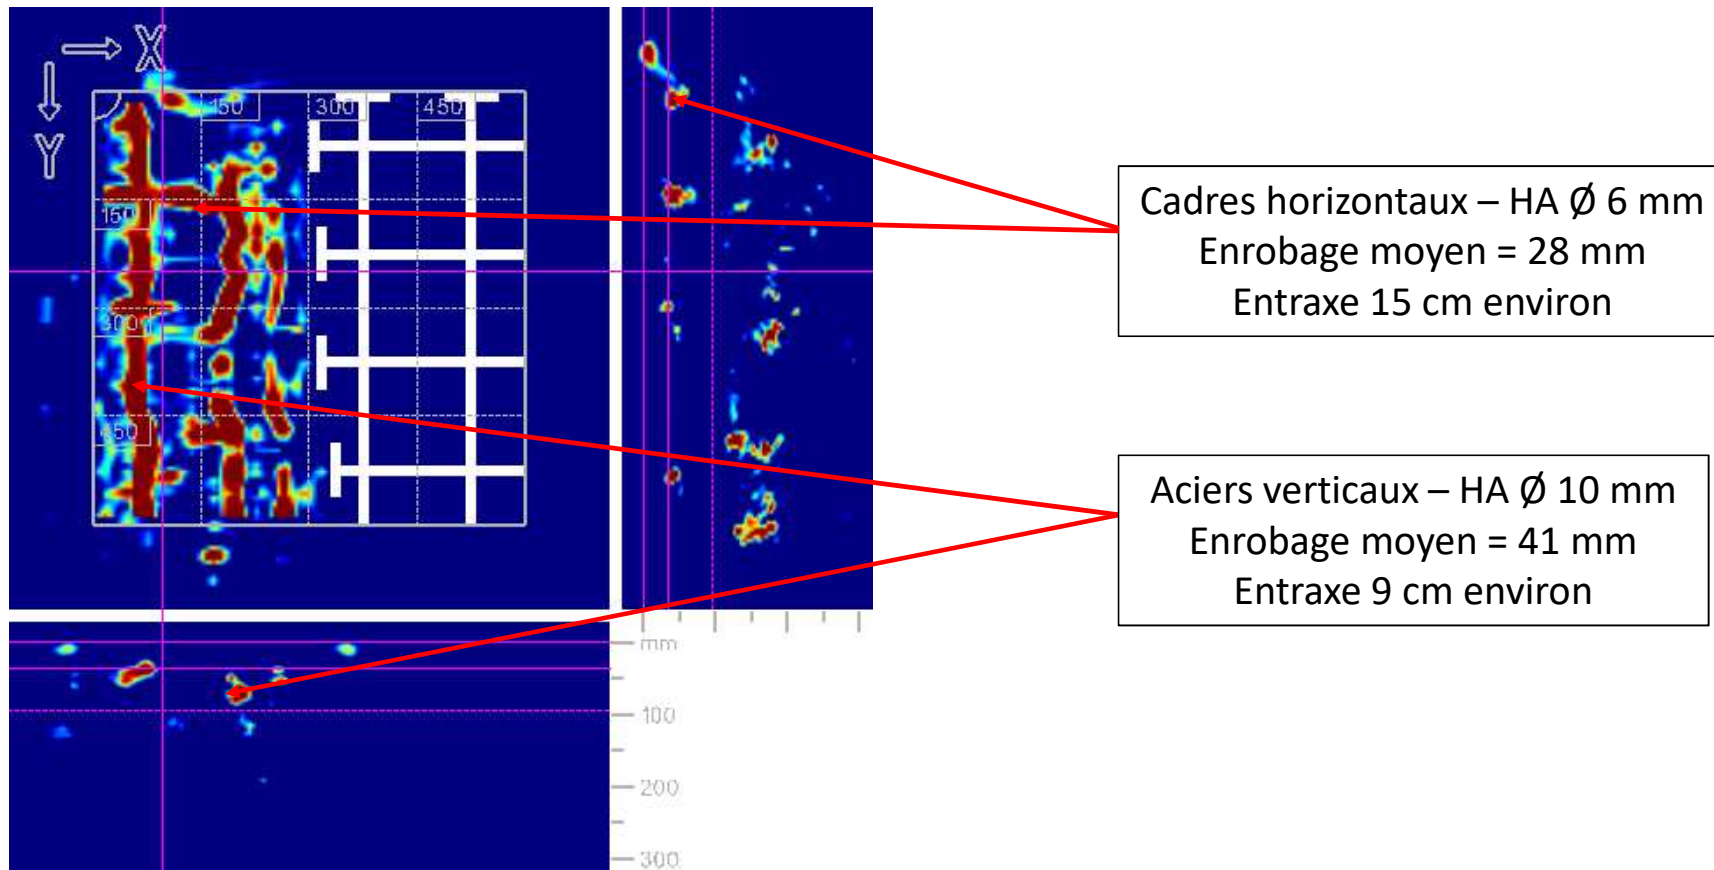 X
Y
150
300
450
150
300
450
Cadres horizontaux – HA Ø 6 mm
Enrobage moyen = 28 mm
Entraxe 15 cm environ
Aciers verticaux – HA Ø 10 mm
Enrobage moyen = 41 mm
Entraxe 9 cm environ
mm
100
200
300